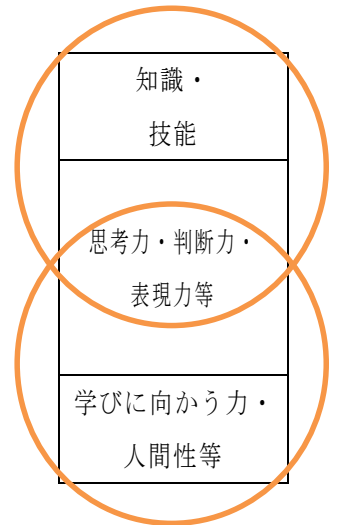 知識・
技能
思考力・判断力・
表現力等
学びに向かう力・
人間性等